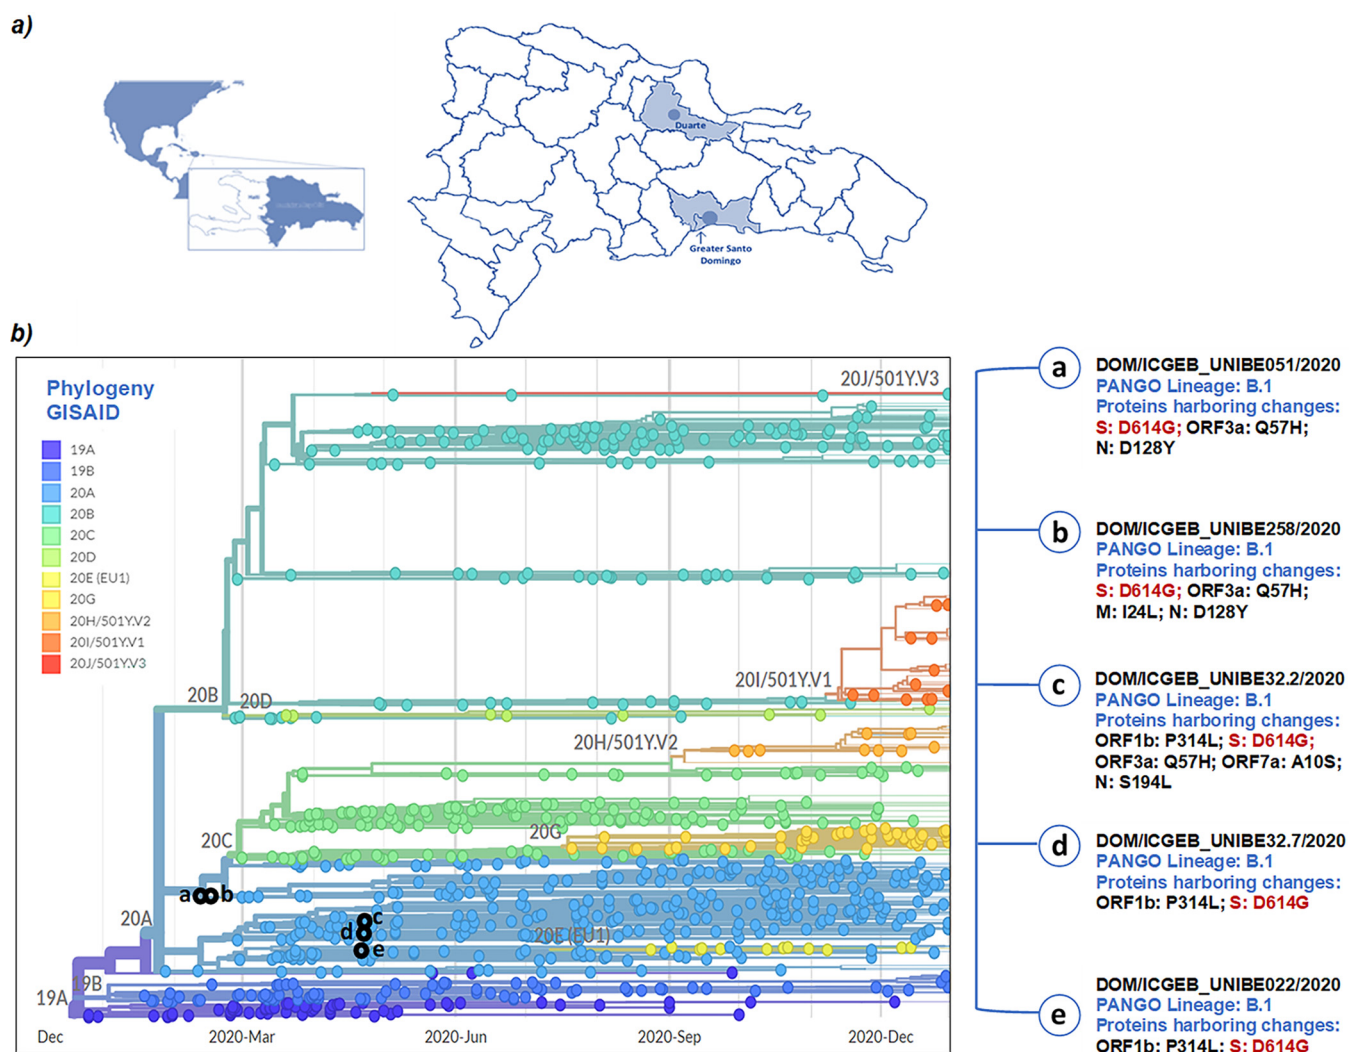 a)
Duarte
Greater Santo
Domingo
b)
Phylogeny
GISAID
19A
19B
20A
20B
20C
20D
20E (EU1)
20G
20H/501Y.V2
20I/501Y.V1
20J/501Y.V3
20J/501Y.V3
20I/501Y.V1
20B
20D
20H/501Y.V2
20G
20C
a b
20A
c
d
20E (EU1)
e
19B
19A
Dec 2020-Mar 2020-Jun 2020-Sep 2020-Dec
a
DOM/ICGEB_UNIBE051/2020
PANGO Lineage: B.1
Proteins harboring changes:
S: D614G; ORF3a: Q57H;
N: D128Y
b
DOM/ICGEB_UNIBE258/2020
PANGO Lineage: B.1
Proteins harboring changes:
S: D614G; ORF3a: Q57H;
M: I24L; N: D128Y
c
DOM/ICGEB_UNIBE32.2/2020
PANGO Lineage: B.1
Proteins harboring changes:
ORF1b: P314L; S: D614G;
ORF3a: Q57H; ORF7a: A10S;
N: S194L
d
DOM/ICGEB_UNIBE32.7/2020
PANGO Lineage: B.1
Proteins harboring changes:
ORF1b: P314L; S: D614G
e
DOM/ICGEB_UNIBE022/2020
PANGO Lineage: B.1
Proteins harboring changes:
ORF1b: P314L; S: D614G